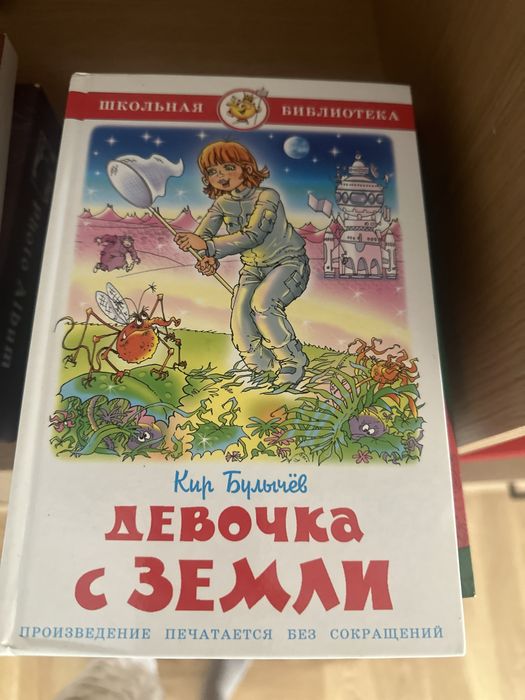 ШКОЛЬНАЯ БИБЛИОТЕКА
Кир Булычёв
ДЕВОЧКА
С ЗЕМЛИ
ПРОИЗВЕДЕНИЕ ПЕЧАТАЕТСЯ БЕЗ СОКРАЩЕНИЙ